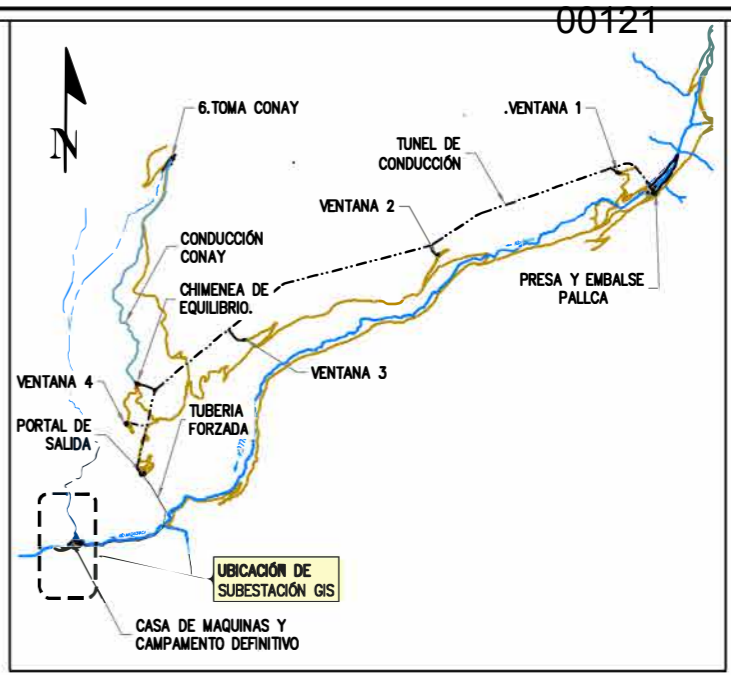 00121
N
6.TOMA CONAY
.VENTANA 1
TUNEL DE
CONDUCCIÓN
VENTANA 2
CONDUCCIÓN
CONAY
CHIMENEA DE
EQUILIBRIO.
PRESA Y EMBALSE
PALLCA
VENTANA 3
VENTANA 4
TUBERIA
FORZADA
PORTAL DE
SALIDA
UBICACIÓN DE
SUBESTACIÓN GIS
CASA DE MAQUINAS Y
CAMPAMENTO DEFINITIVO